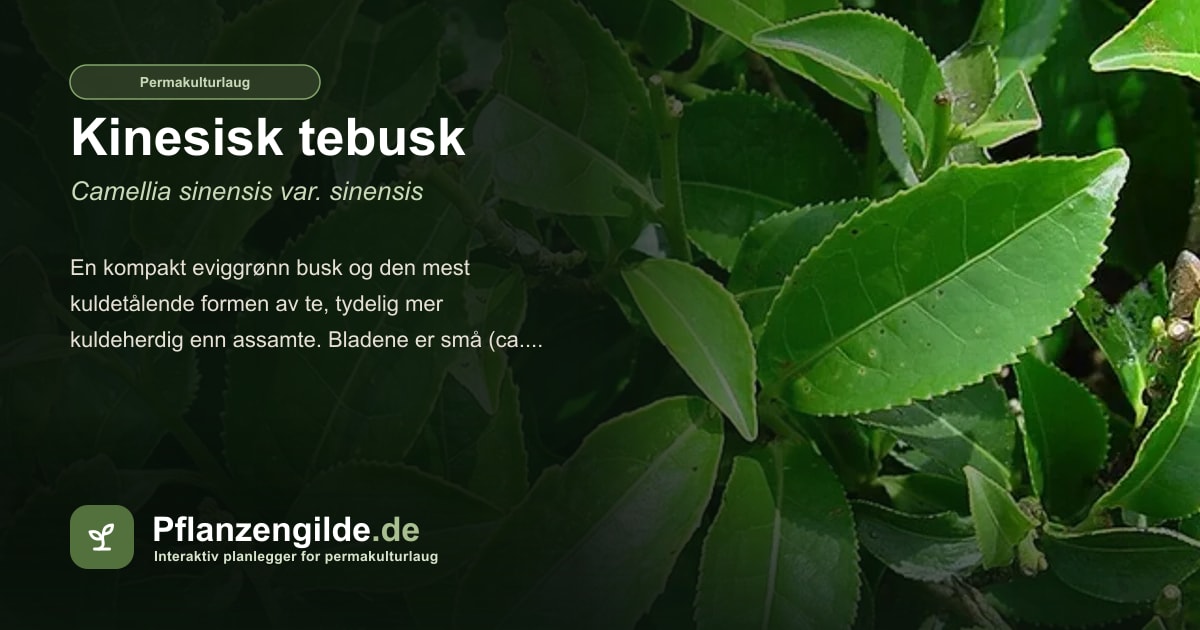 Permakulturlaug
Kinesisk tebusk
Camellia sinensis var. sinensis
En kompakt eviggrønn busk og den mest
kuldetålende formen av te, tydelig mer
kuldeherdig enn assamte. Bladene er små (ca....
Pflanzengilde.de
Interaktiv planlegger for permakulturlaug